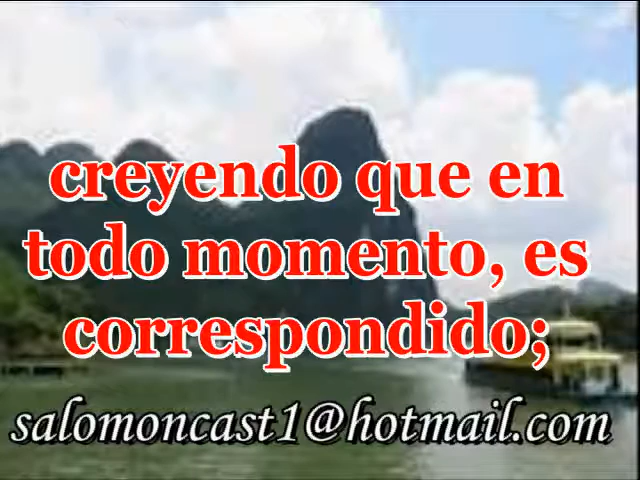 creyendo que en
todo momento, es
correspondido;
salomoncast1@hotmail.com